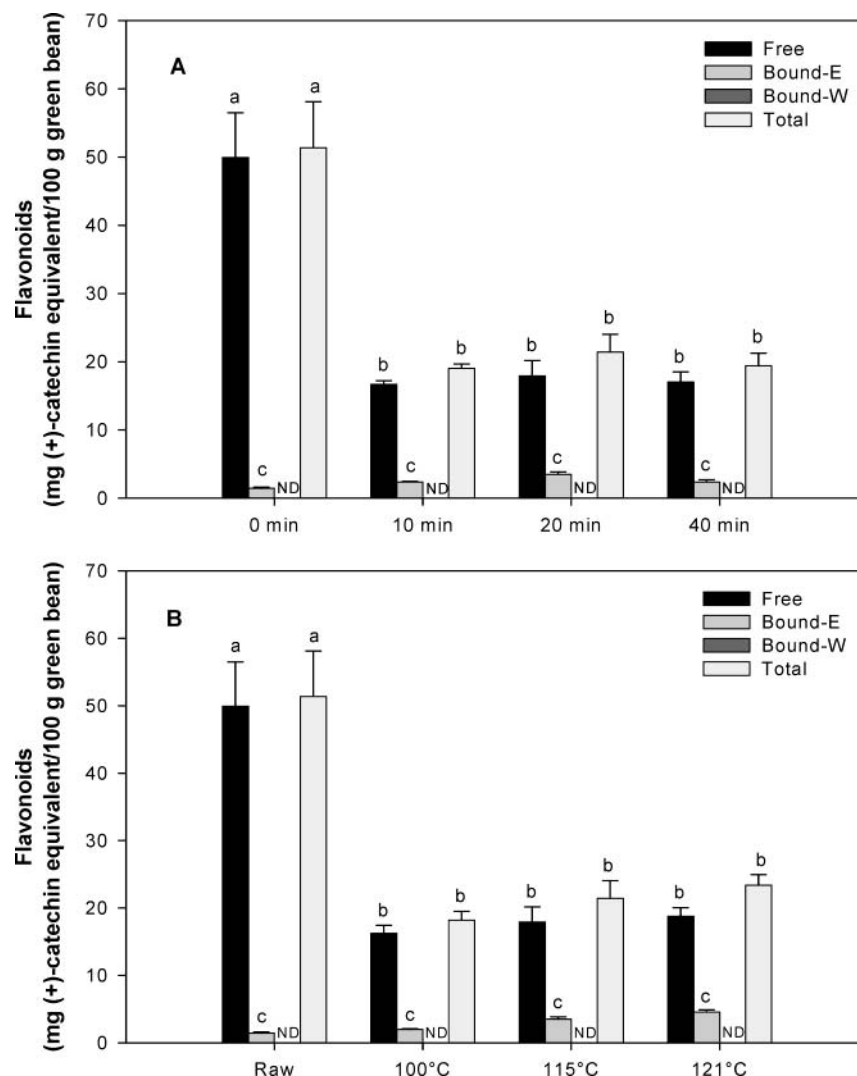 70
60
50
40
30
20
10
0
Flavonoids
(mg (+)-catechin equivalent/100 g green bean)
A
Free
Bound-E
Bound-W
Total
a
c
ND
a
b
c
ND
b
b
c
ND
b
b
c
ND
b
0 min
10 min
20 min
40 min
70
60
50
40
30
20
10
0
Flavonoids
(mg (+)-catechin equivalent/100 g green bean)
B
Free
Bound-E
Bound-W
Total
a
c
ND
a
b
c
ND
b
b
c
ND
b
b
c
ND
b
Raw
100°C
115°C
121°C